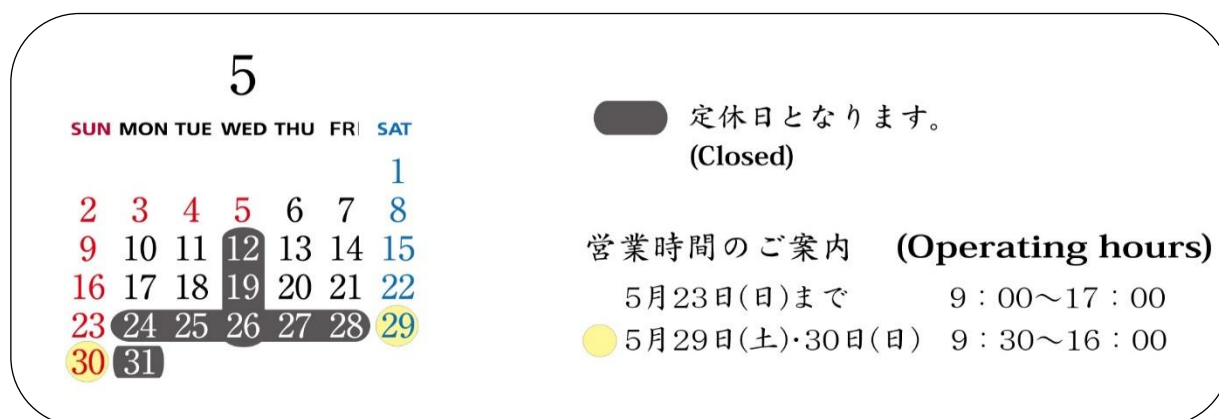 5
SUN MON TUE WED THU FRI SAT
1
2 3 4 5 6 7 8
9 10 11 12 13 14 15
16 17 18 19 20 21 22
23 24 25 26 27 28 29
30 31
定休日となります。
(Closed)
営業時間のご案内 (Operating hours)
5月23日(日)まで 9：00～17：00
5月29日(土)･30日(日) 9：30～16：00